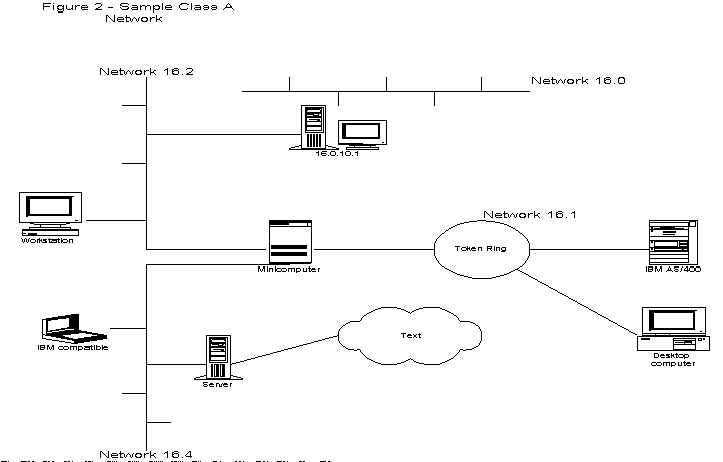 Figure 2 - Sample Class A
Network
Network 16.2
Network 16.0
16.0.10.1
Network 16.1
Workstation
Token Ring
Minicomputer
IBM AS/400
IBM compatible
Text
Server
Desktop
computer
Network 16.4